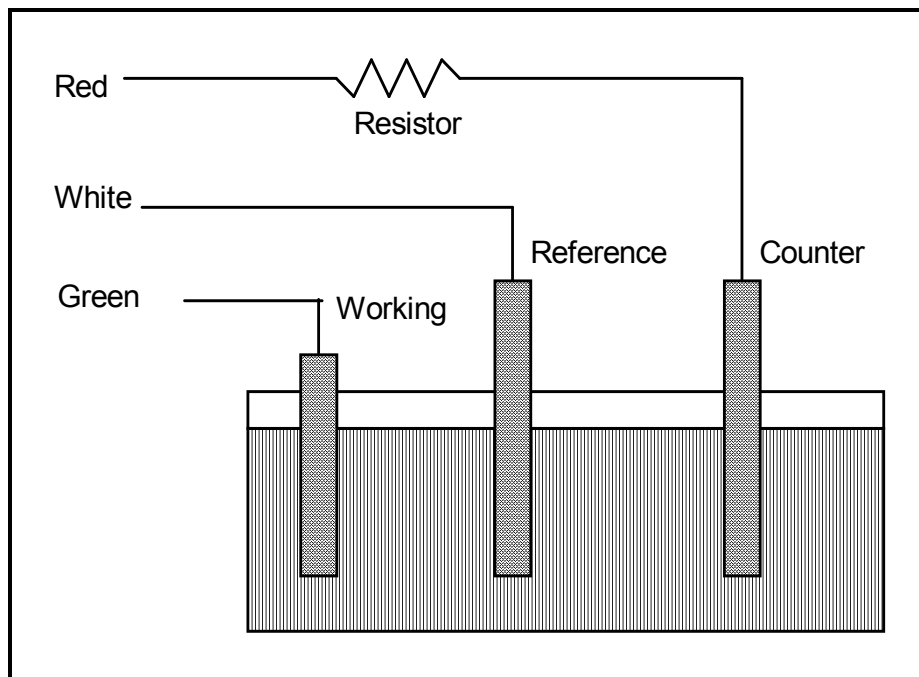 Red
Resistor
White
Reference
Counter
Green
Working